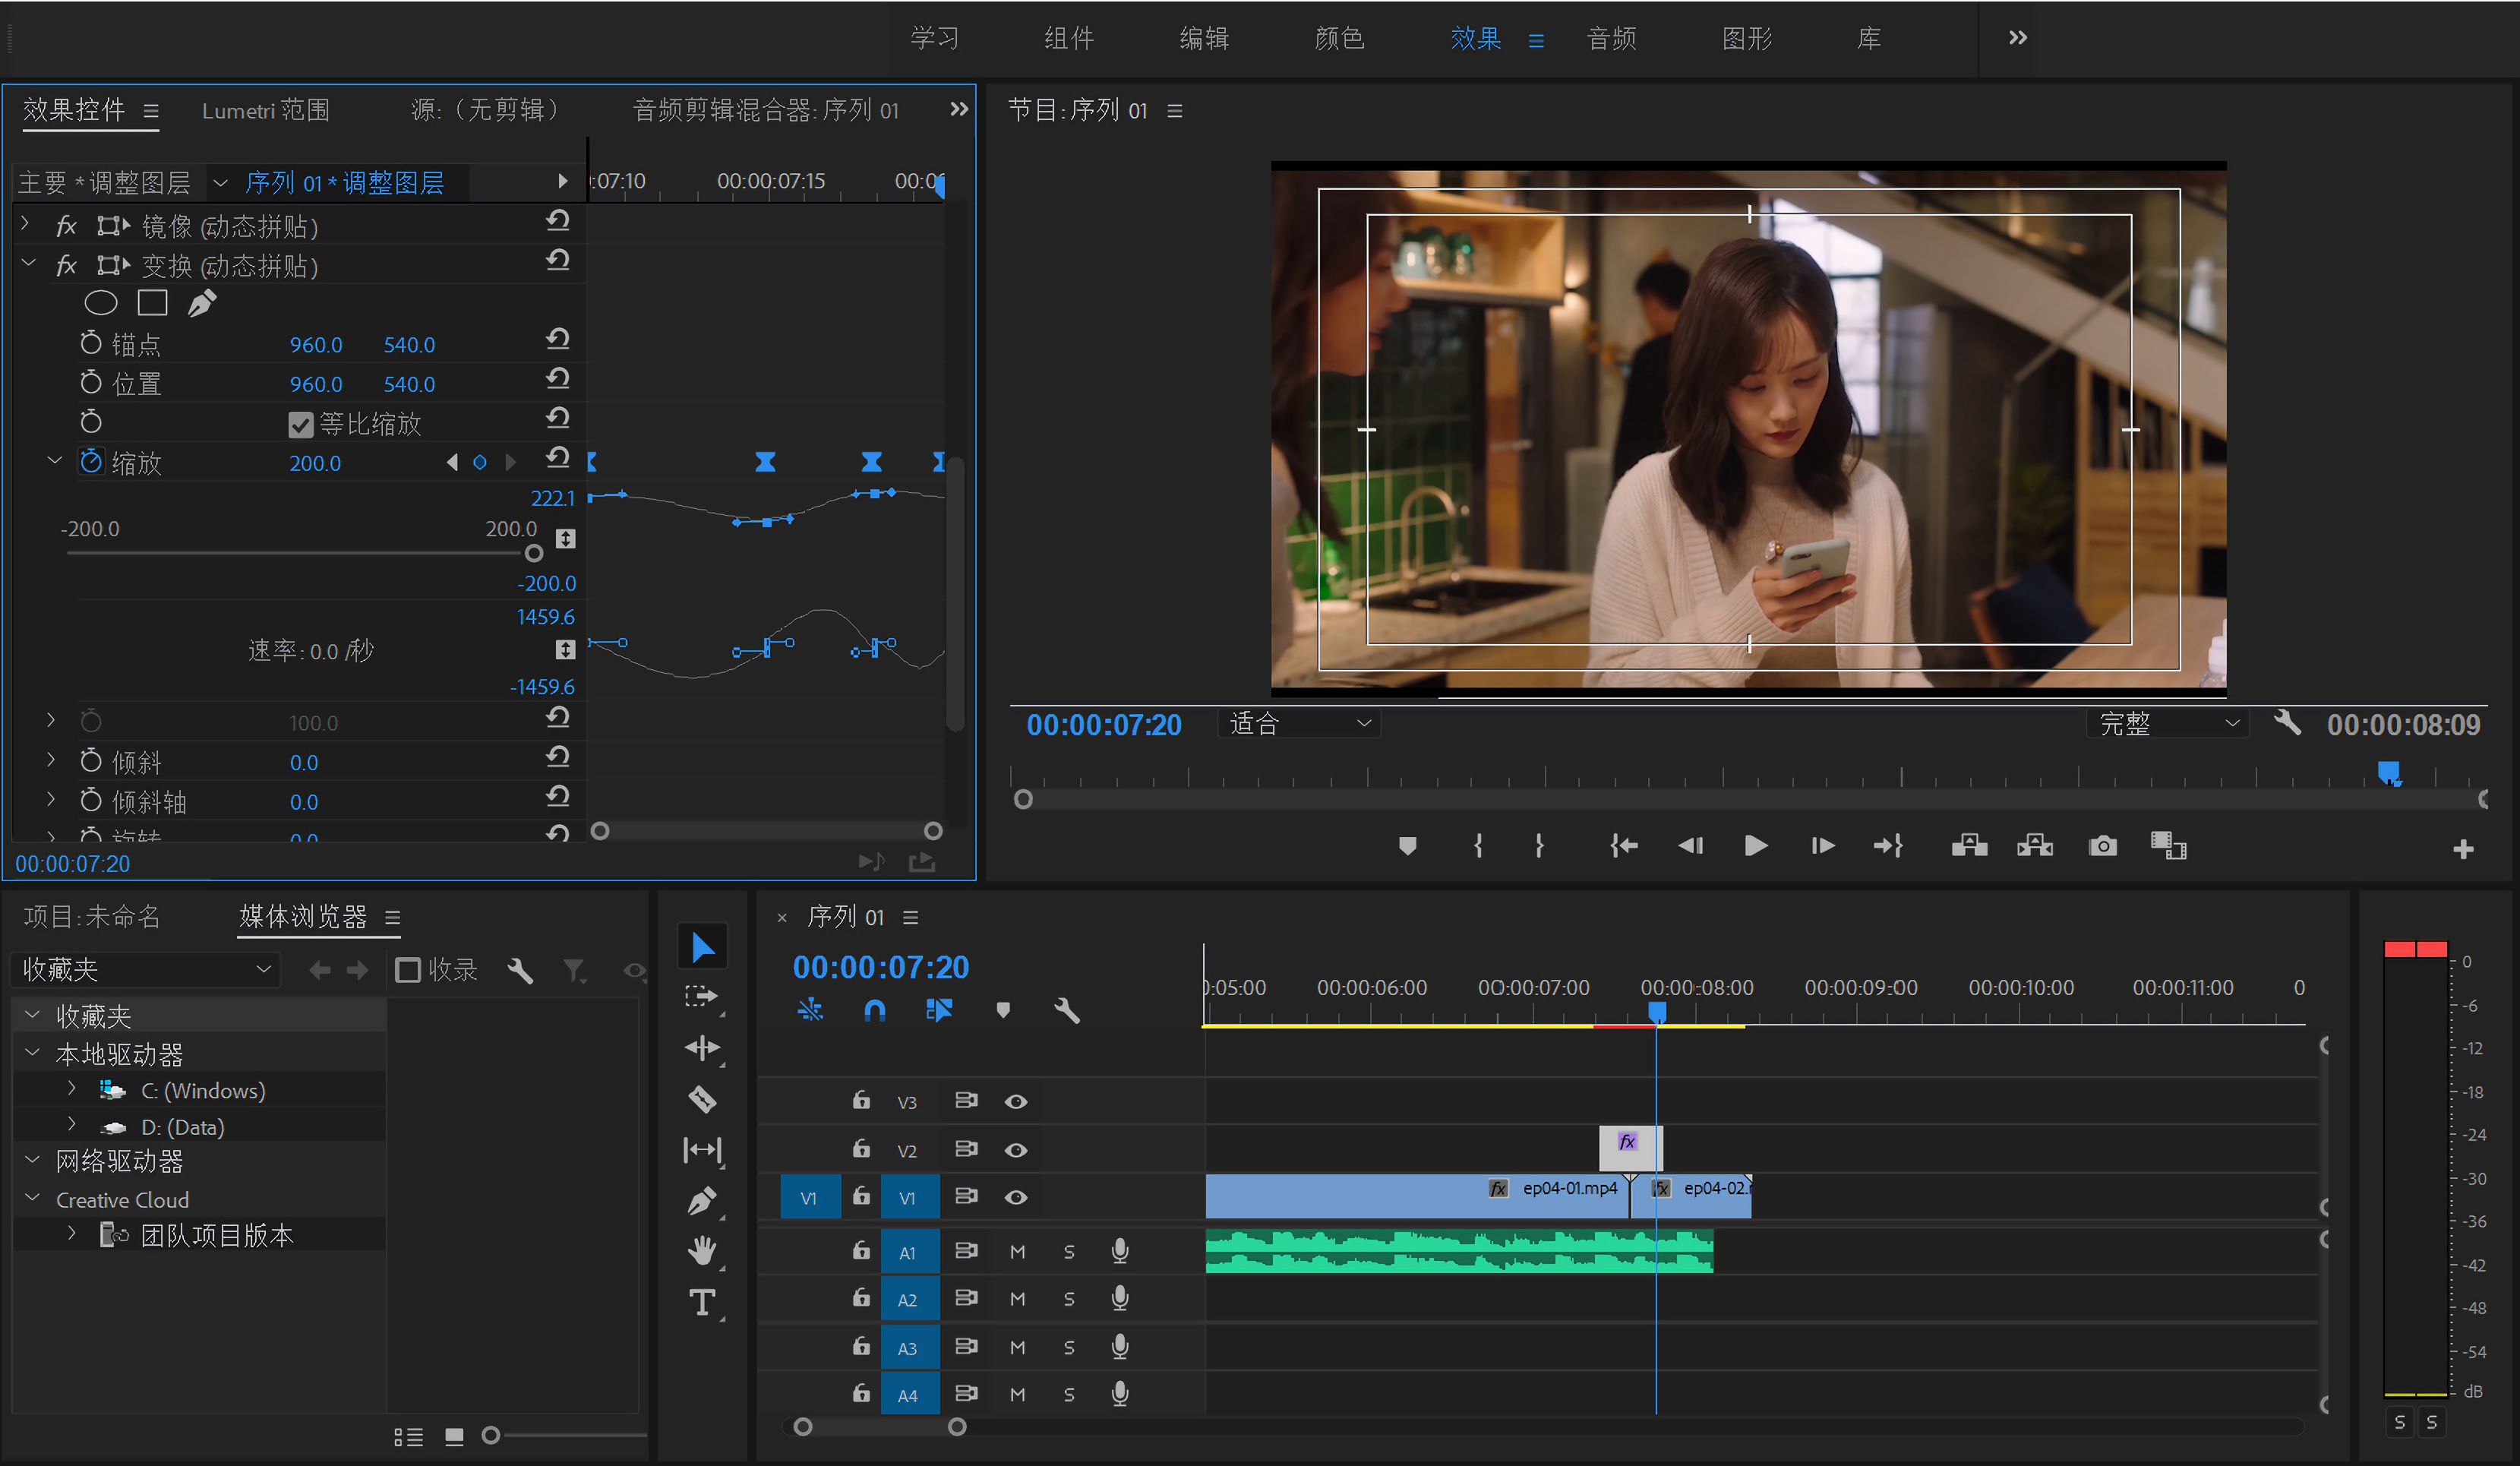 学习 组件 编辑 颜色 效果 音频 图形 库
效果控件 Lumetri 范围 源:（无剪辑） 音频剪辑混合器: 序列 01
节目: 序列 01
主要 *调整图层 序列 01 * 调整图层
:07:10 00:00:07:15 00:0
fx 镜像 (动态拼贴)
fx 变换 (动态拼贴)
锚点 960.0 540.0
位置 960.0 540.0
等比缩放
缩放 200.0
222.1
-200.0 200.0
-200.0
1459.6
速率: 0.0 /秒
-1459.6
100.0
倾斜 0.0
倾斜轴 0.0
旋转 0.0
00:00:07:20
00:00:07:20 适合 完整 00:00:08:09
项目: 未命名 媒体浏览器
收藏夹 收录
收藏夹
本地驱动器
C: (Windows)
D: (Data)
网络驱动器
Creative Cloud
团队项目版本
× 序列 01
00:00:07:20
:05:00 00:00:06:00 00:00:07:00 00:00:08:00 00:00:09:00 00:00:10:00 00:00:11:00 0
V3
V2 fx
V1 V1 fx ep04-01.mp4 fx ep04-02.
A1 M S
A2 M S
A3 M S
A4 M S
0
-6
-12
-18
-24
-30
-36
-42
-48
-54
dB
S S